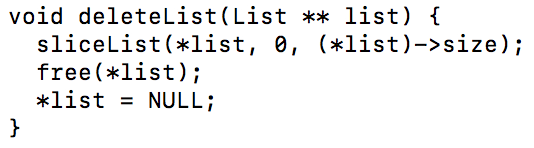 void deleteList(List ** list) {
  sliceList(*list, 0, (*list)->size);
  free(*list);
  *list = NULL;
}